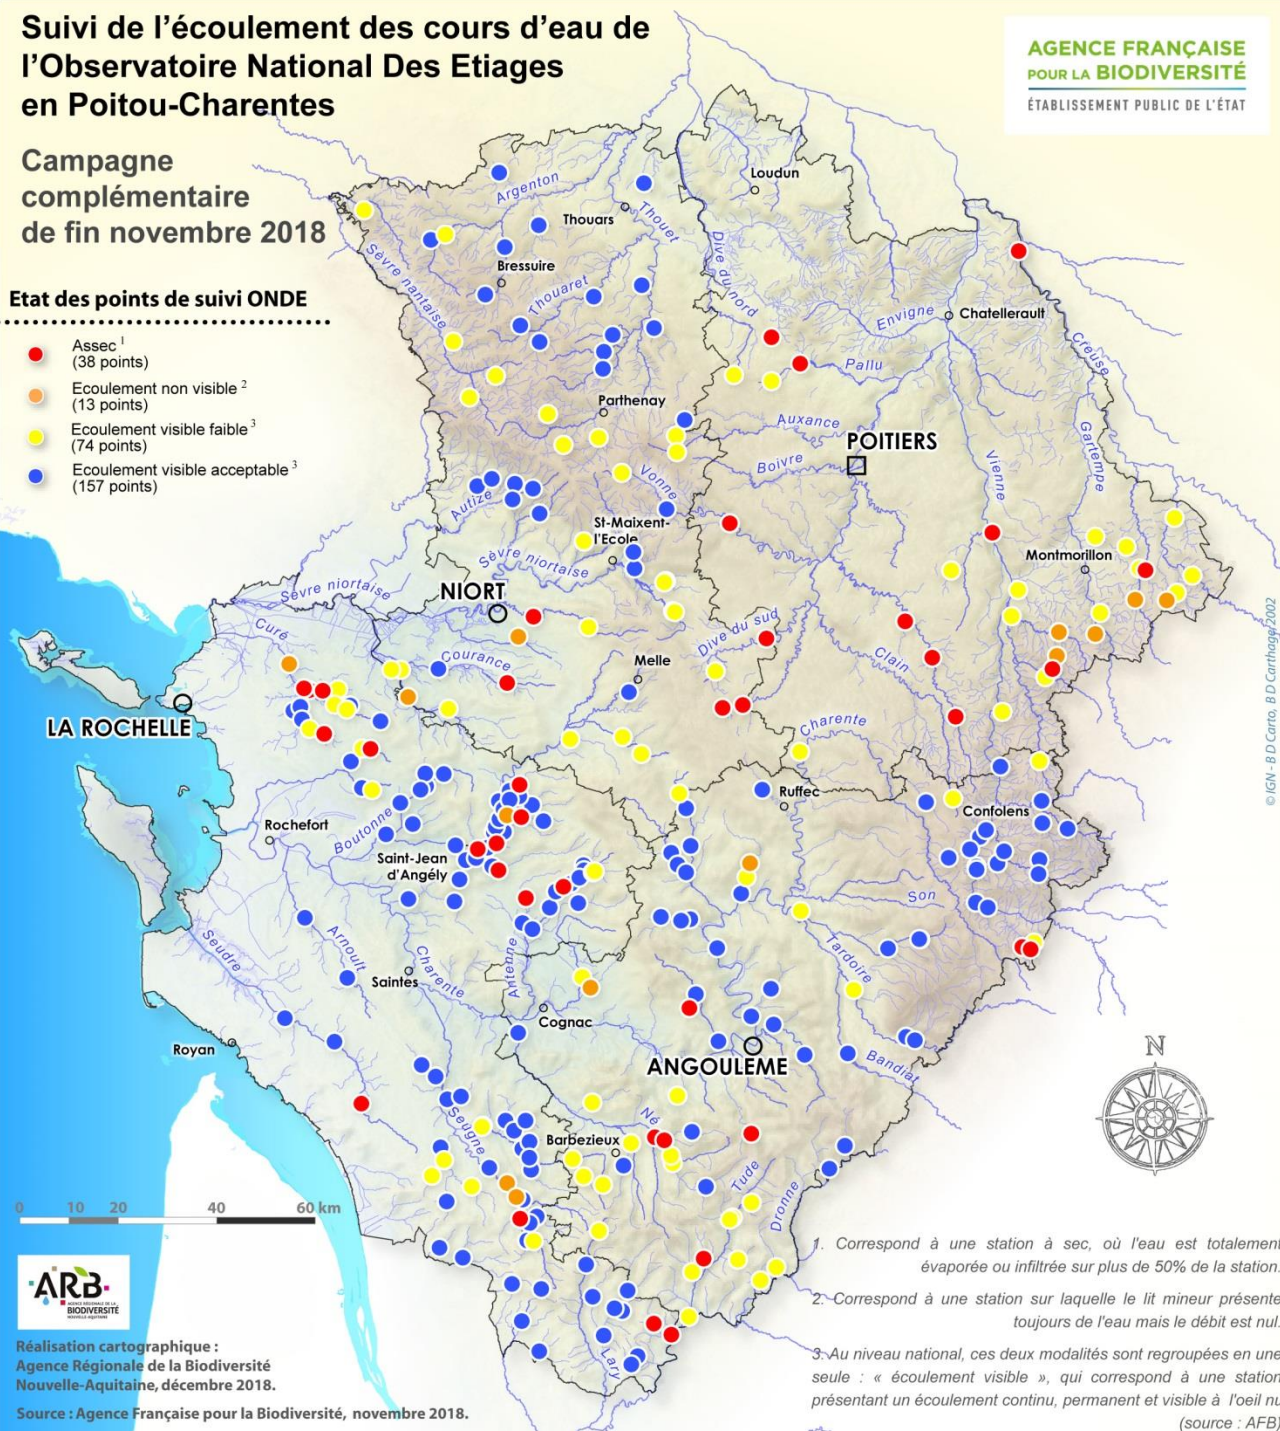 Suivi de l'écoulement des cours d'eau de
l'Observatoire National Des Etiages
en Poitou-Charentes
Campagne
complémentaire
de fin novembre 2018
AGENCE FRANÇAISE
POUR LA BIODIVERSITÉ
ÉTABLISSEMENT PUBLIC DE L'ÉTAT
Etat des points de suivi ONDE
Assec 1
(38 points)
Ecoulement non visible 2
(13 points)
Ecoulement visible faible 3
(74 points)
Ecoulement visible acceptable 3
(157 points)
Loudun
Argenton
Thouars
Thouet
Dive du nord
Sèvre nantaise
Bressuire
Thouaret
Envigne
Chatellerault
Creuse
Pallu
Parthenay
Auxance
POITIERS
Boivre
Vonne
Vienne
Gartempe
Autize
St-Maixent-
l'Ecole
Montmorillon
Sèvre niortaise
Sèvre niortaise
NIORT
Curé
Courance
Dive du sud
Melle
Clain
LA ROCHELLE
Charente
Ruffec
Confolens
Rochefort
Boutonne
Saint-Jean
d'Angély
Son
Seudre
Arnoult
Charente
Antenne
Tardoire
Saintes
Cognac
Royan
ANGOULEME
Bandiat
Seugne
Né
Barbezieux
Tude
Dronne
Lary
N
© IGN - B D Carto, B D Carthage 2002
0 10 20 40 60 km
ARB
AGENCE RÉGIONALE DE LA
BIODIVERSITÉ
NOUVELLE-AQUITAINE
Réalisation cartographique :
Agence Régionale de la Biodiversité
Nouvelle-Aquitaine, décembre 2018.
Source : Agence Française pour la Biodiversité, novembre 2018.
1. Correspond à une station à sec, où l'eau est totalement
évaporée ou infiltrée sur plus de 50% de la station.
2. Correspond à une station sur laquelle le lit mineur présente
toujours de l'eau mais le débit est nul.
3. Au niveau national, ces deux modalités sont regroupées en une
seule : « écoulement visible », qui correspond à une station
présentant un écoulement continu, permanent et visible à l'oeil nu
(source : AFB)